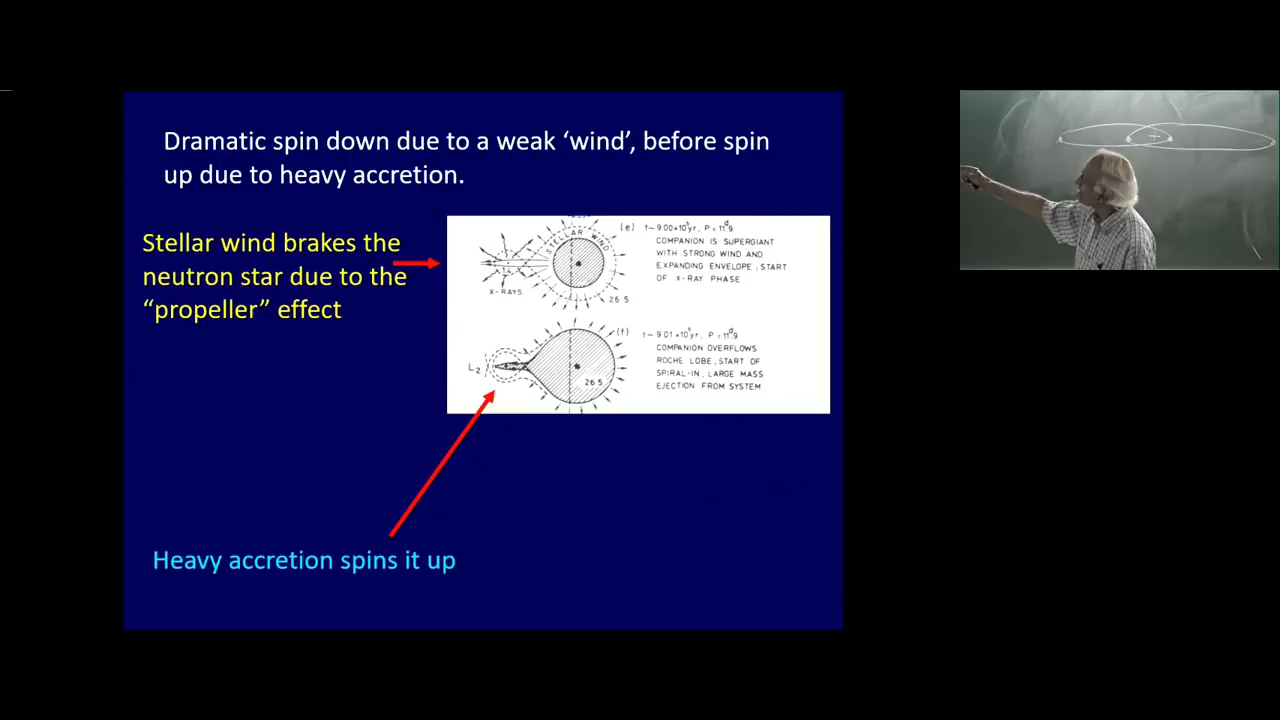 Dramatic spin down due to a weak ‘wind’, before spin
up due to heavy accretion.
Stellar wind brakes the
neutron star due to the
“propeller” effect
STELLAR WIND
X-RAYS
26.5
(e)
COMPANION IS SUPERGIANT
WITH STRONG WIND AND
EXPANDING ENVELOPE, START
OF X-RAY PHASE
L2
26.5
(f)
COMPANION OVERFLOWS
ROCHE LOBE, START OF
SPIRAL-IN, LARGE MASS
EJECTION FROM SYSTEM
Heavy accretion spins it up